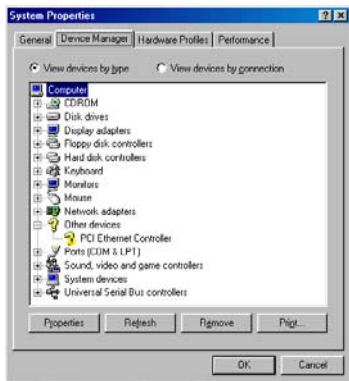 System Properties
General Device Manager Hardware Profiles Performance
View devices by type View devices by connection
Computer
CDROM
Disk drives
Display adapters
Floppy disk controllers
Hard disk controllers
Keyboard
Monitors
Mouse
Network adapters
Other devices
PCI Ethernet Controller
Ports (COM & LPT)
Sound, video and game controllers
System devices
Universal Serial Bus controllers
Properties Refresh Remove Print...
OK Cancel